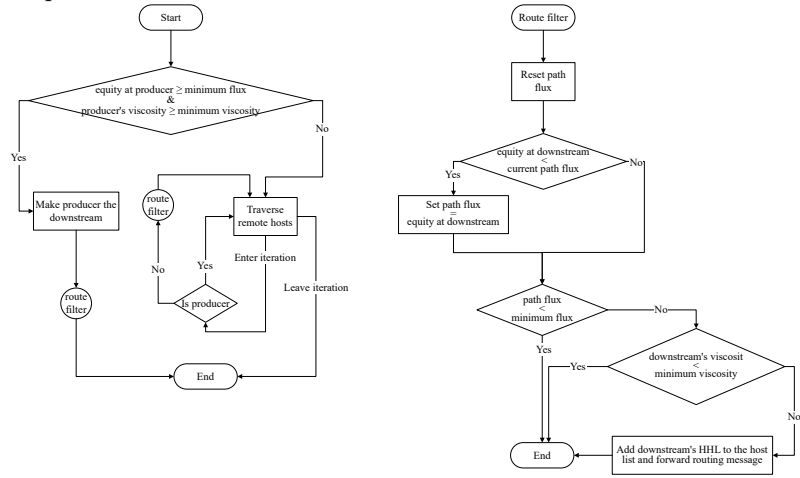 Start
equity at producer ≥ minimum flux
&
producer's viscosity ≥ minimum viscosity
Yes
No
Make producer the
downstream
route
filter
Traverse
remote hosts
Enter iteration
Leave iteration
No
Yes
Is producer
route
filter
End
Route filter
Reset path
flux
equity at downstream
<
current path flux
Yes
No
Set path flux
=
equity at downstream
path flux
<
minimum flux
No
Yes
downstream's viscosit
<
minimum viscosity
Yes
No
Add downstream's HHL to the host
list and forward routing message
End